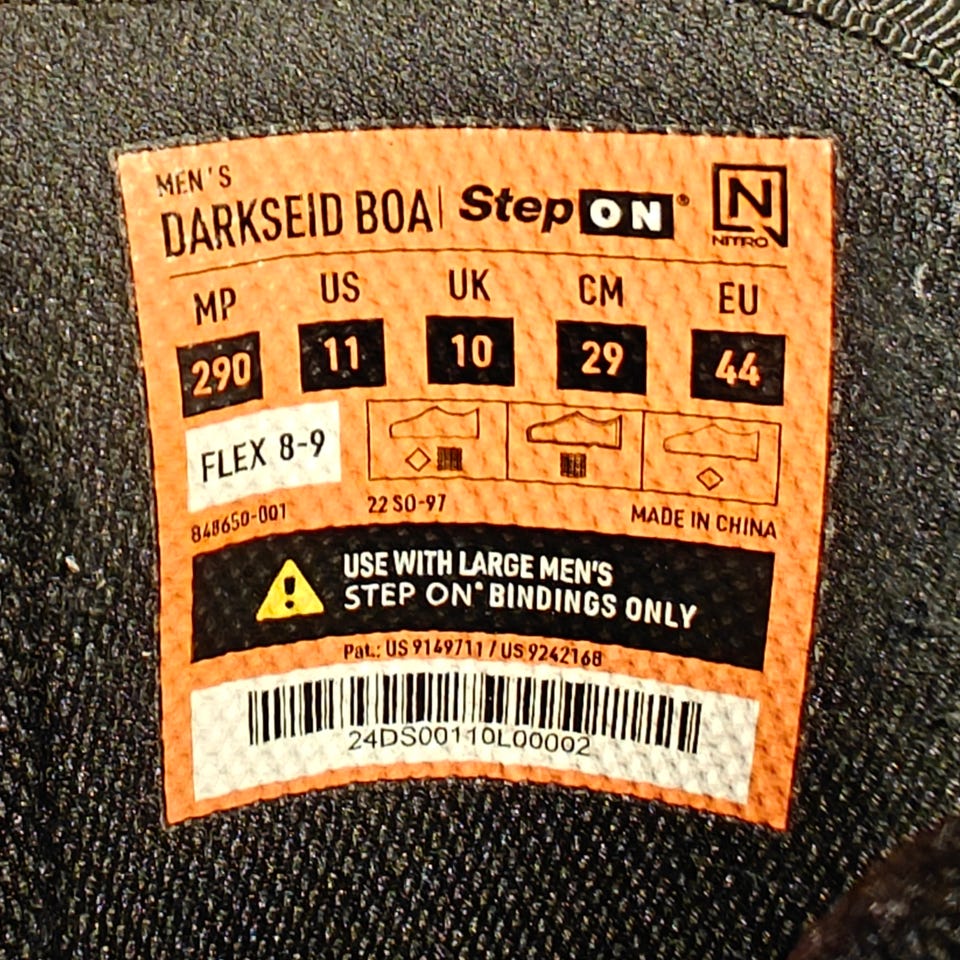 MEN'S
DARKSEID BOA | Step ON® N
NITRO
MP US UK CM EU
290 11 10 29 44
FLEX 8-9
848650-001 22 SO-97 MADE IN CHINA
USE WITH LARGE MEN'S
STEP ON® BINDINGS ONLY
Pat.: US 9149711 / US 9242168
24DS00110L00002